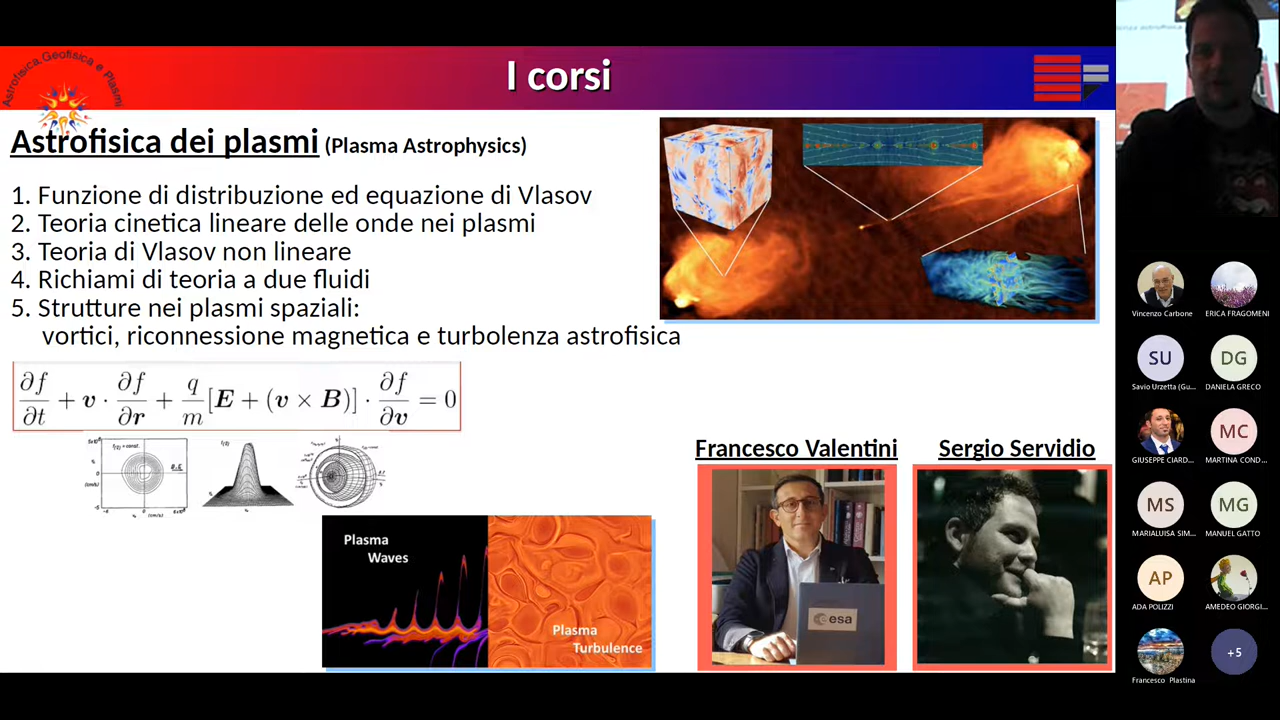 Astrofisica, Geofisica e Plasmi
I corsi
Astrofisica dei plasmi (Plasma Astrophysics)
1. Funzione di distribuzione ed equazione di Vlasov
2. Teoria cinetica lineare delle onde nei plasmi
3. Teoria di Vlasov non lineare
4. Richiami di teoria a due fluidi
5. Strutture nei plasmi spaziali:
vortici, riconnessione magnetica e turbolenza astrofisica
∂f/∂t + v · ∂f/∂r + q/m [E + (v × B)] · ∂f/∂v = 0
Plasma
Waves
Plasma
Turbulence
Francesco Valentini
Sergio Servidio
esa
Vincenzo Carbone
ERICA FRAGOMENI
SU
Savio Urzetta (Gu...
DG
DANIELA GRECO
GIUSEPPE CIARD...
MC
MARTINA COND...
MS
MARIALUISA SIM...
MG
MANUEL GATTO
AP
ADA POLIZZI
AMEDEO GIORGI...
Francesco Plastina
+5